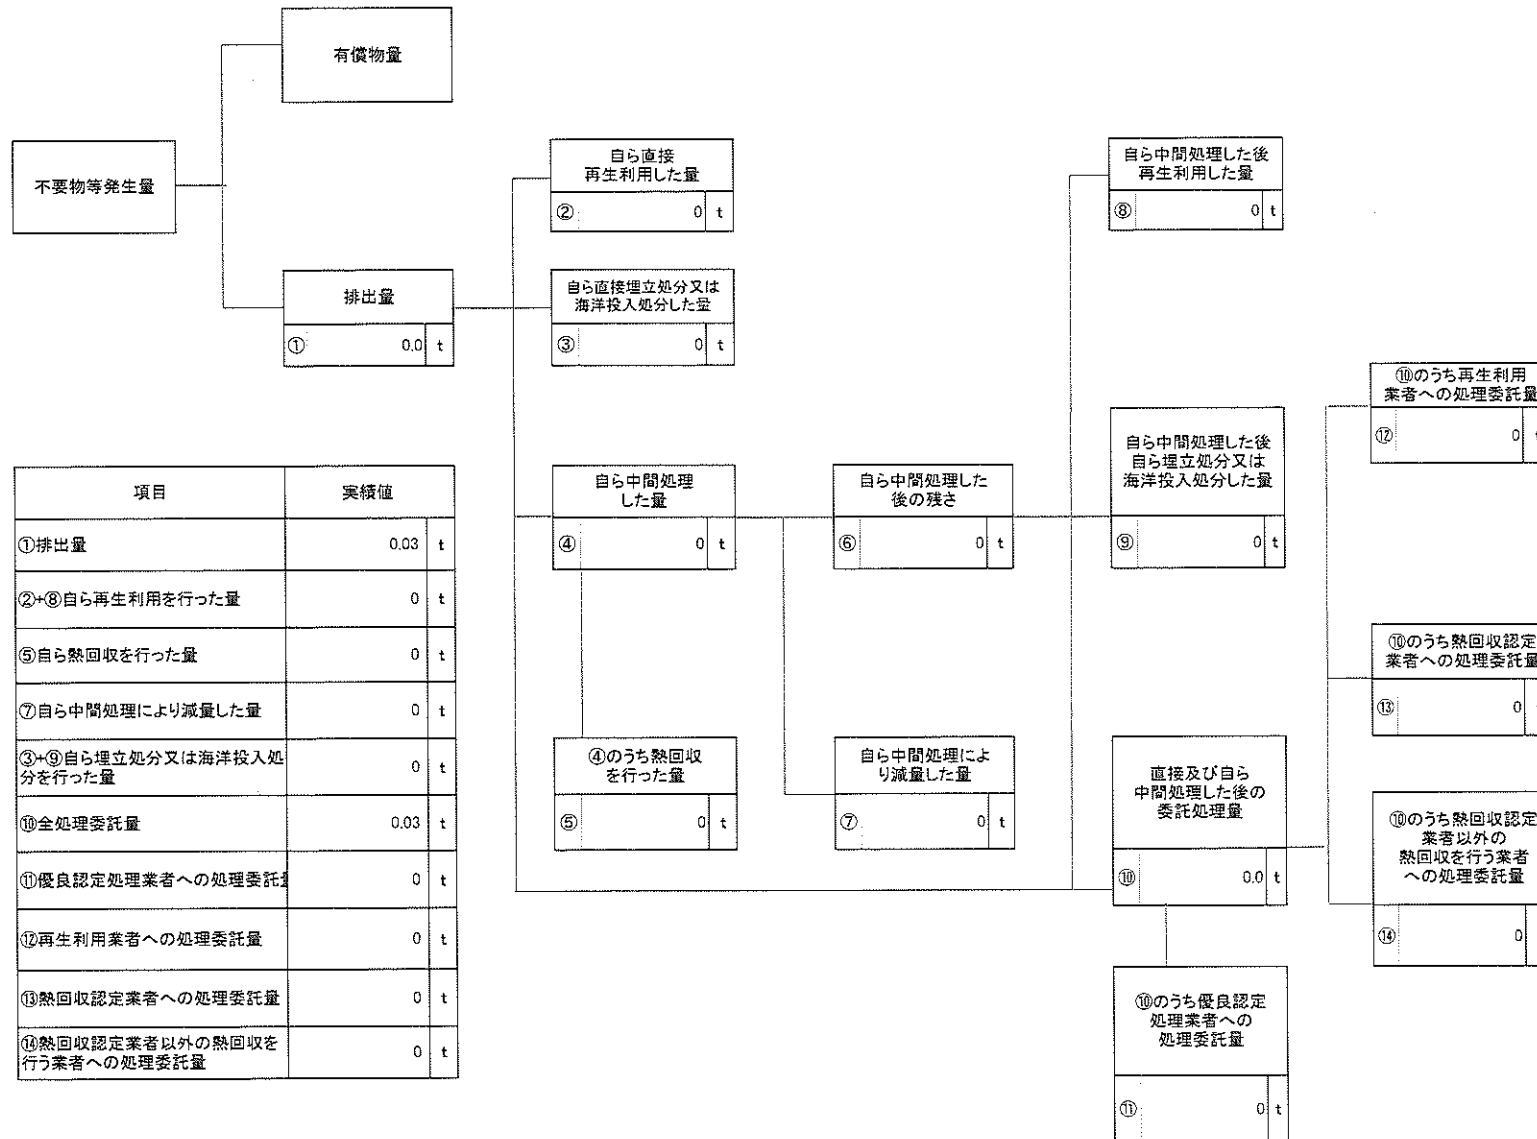 有償物量
不要物等発生量
排出量
① 0.0 t
自ら直接
再生利用した量
② 0 t
自ら直接埋立処分又は
海洋投入処分した量
③ 0 t
自ら中間処理
した量
④ 0 t
④のうち熱回収
を行った量
⑤ 0 t
自ら中間処理した
後の残さ
⑥ 0 t
自ら中間処理によ
り減量した量
⑦ 0 t
自ら中間処理した後
再生利用した量
⑧ 0 t
自ら中間処理した後
自ら埋立処分又は
海洋投入処分した量
⑨ 0 t
直接及び自ら
中間処理した後の
委託処理量
⑩ 0.0 t
⑩のうち優良認定
処理業者への
処理委託量
⑪ 0 t
⑩のうち再生利用
業者への処理委託量
⑫ 0
⑩のうち熱回収認定
業者への処理委託量
⑬ 0
⑩のうち熱回収認定
業者以外の
熱回収を行う業者
への処理委託量
⑭ 0
項目 実績値
①排出量 0.03 t
②+⑧自ら再生利用を行った量 0 t
⑤自ら熱回収を行った量 0 t
⑦自ら中間処理により減量した量 0 t
③+⑨自ら埋立処分又は海洋投入処
分を行った量 0 t
⑩全処理委託量 0.03 t
⑪優良認定処理業者への処理委託 0 t
⑫再生利用業者への処理委託量 0 t
⑬熱回収認定業者への処理委託量 0 t
⑭熱回収認定業者以外の熱回収を
行う業者への処理委託量 0 t